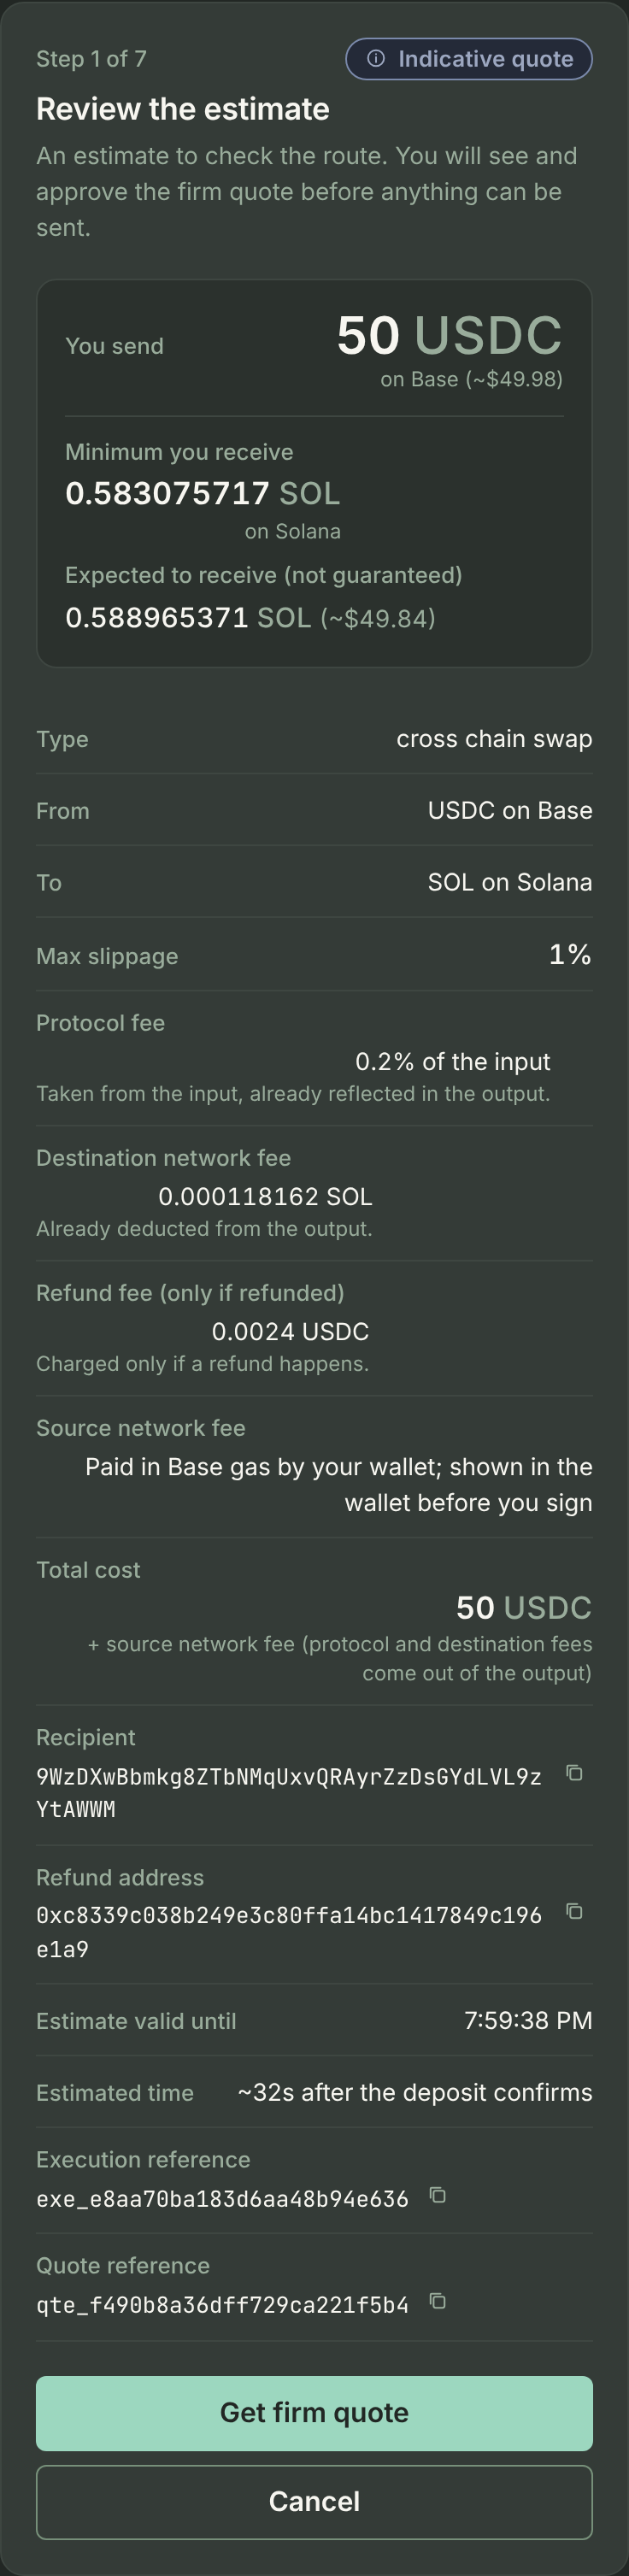 Step 1 of 7
Indicative quote
Review the estimate
An estimate to check the route. You will see and
approve the firm quote before anything can be
sent.
You send
50 USDC
on Base (~$49.98)
Minimum you receive
0.583075717 SOL
on Solana
Expected to receive (not guaranteed)
0.588965371 SOL (~$49.84)
Type
cross chain swap
From
USDC on Base
To
SOL on Solana
Max slippage
1%
Protocol fee
0.2% of the input
Taken from the input, already reflected in the output.
Destination network fee
0.000118162 SOL
Already deducted from the output.
Refund fee (only if refunded)
0.0024 USDC
Charged only if a refund happens.
Source network fee
Paid in Base gas by your wallet; shown in the
wallet before you sign
Total cost
50 USDC
+ source network fee (protocol and destination fees
come out of the output)
Recipient
9WzDXwBbmkg8ZTbNMqUxvQRAyrZzDsGYdLVL9z
YtAWWM
Refund address
0xc8339c038b249e3c80ffa14bc1417849c196
e1a9
Estimate valid until
7:59:38 PM
Estimated time
~32s after the deposit confirms
Execution reference
exe_e8aa70ba183d6aa48b94e636
Quote reference
qte_f490b8a36dff729ca221f5b4
Get firm quote
Cancel